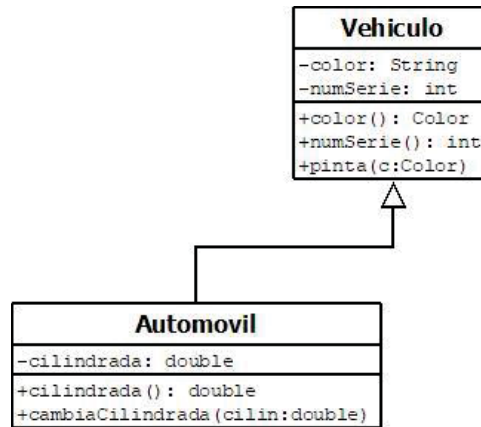 Vehiculo
-color: String
-numSerie: int
+color(): Color
+numSerie(): int
+pinta(c:Color)
Automovil
-cilindrada: double
+cilindrada(): double
+cambiaCilindrada(cilin:double)